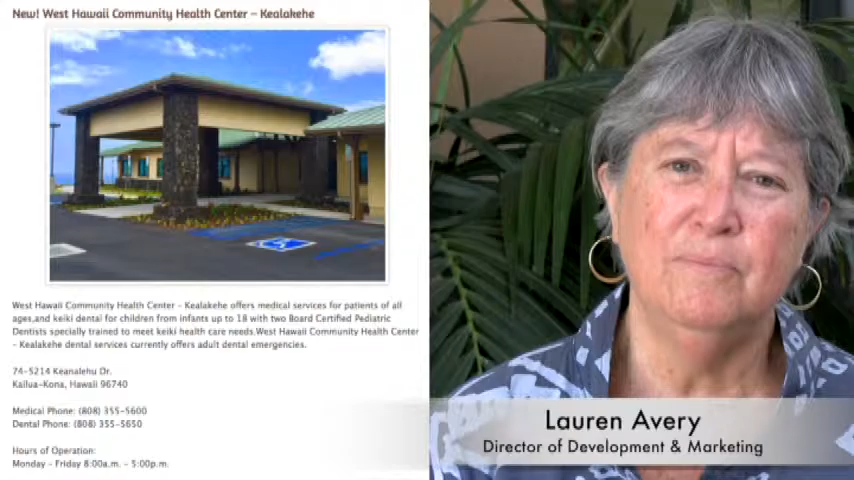 New! West Hawaii Community Health Center – Kealakehe
West Hawaii Community Health Center - Kealakehe offers medical services for patients of all
ages,and keiki dental for children from infants up to 18 with two Board Certified Pediatric
Dentists specially trained to meet keiki health care needs.West Hawaii Community Health Center
- Kealakehe dental services currently offers adult dental emergencies.
74-5214 Keanalehu Dr.
Kailua-Kona, Hawaii 96740
Medical Phone: (808) 355-5600
Dental Phone: (808) 355-5650
Hours of Operation:
Monday - Friday 8:00a.m. - 5:00p.m.
Lauren Avery
Director of Development & Marketing